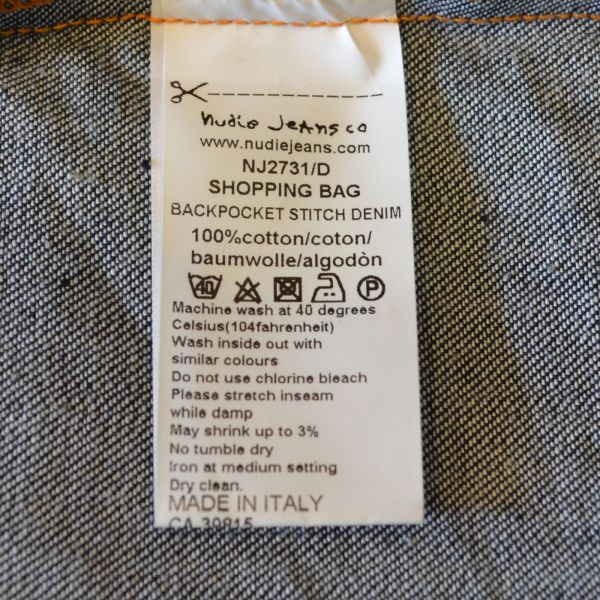 nudie jeans co
www.nudiejeans.com
NJ2731/D
SHOPPING BAG
BACKPOCKET STITCH DENIM
100%cotton/coton/
baumwolle/algodòn
40 P
Machine wash at 40 degrees
Celsius(104fahrenheit)
Wash inside out with
similar colours
Do not use chlorine bleach
Please stretch inseam
while damp
May shrink up to 3%
No tumble dry
Iron at medium setting
Dry clean.
MADE IN ITALY
CA 39815